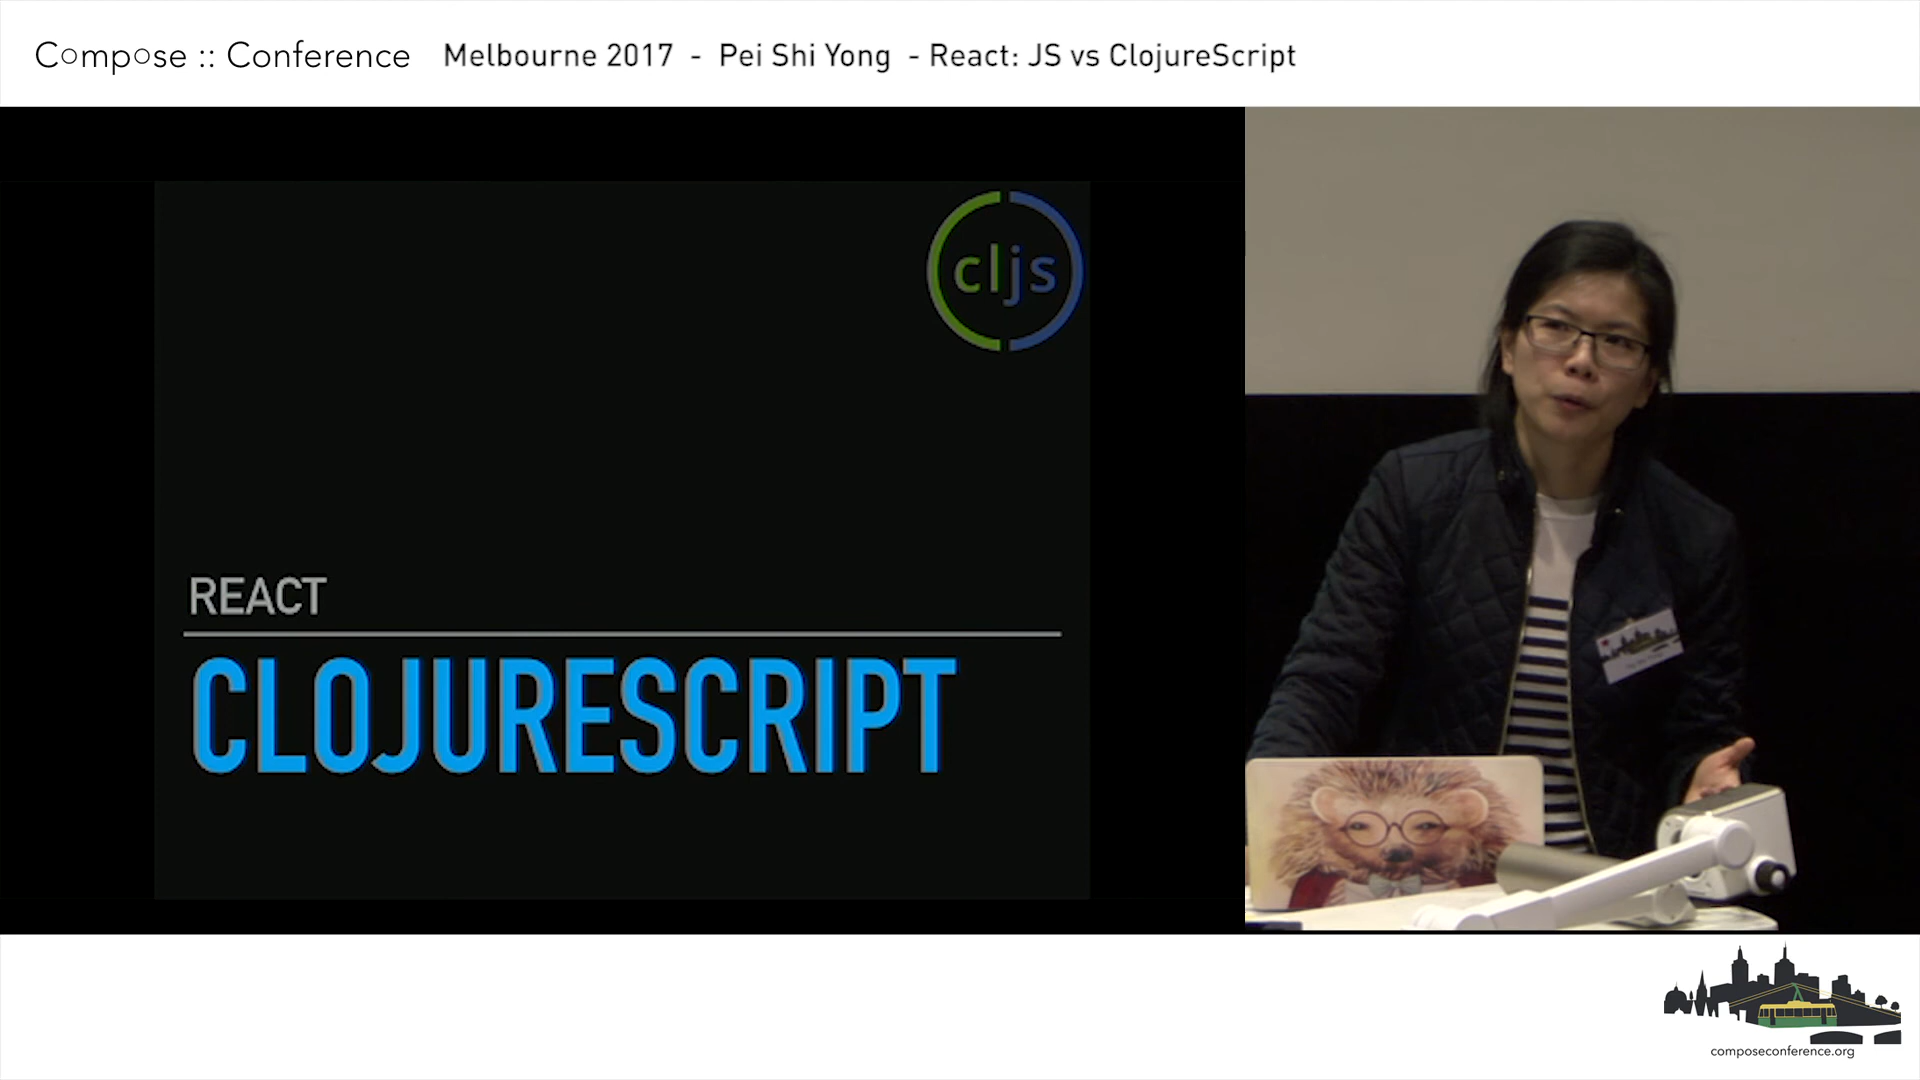 Compose :: Conference Melbourne 2017 - Pei Shi Yong - React: JS vs ClojureScript
cljs
REACT
CLOJURESCRIPT
composeconference.org